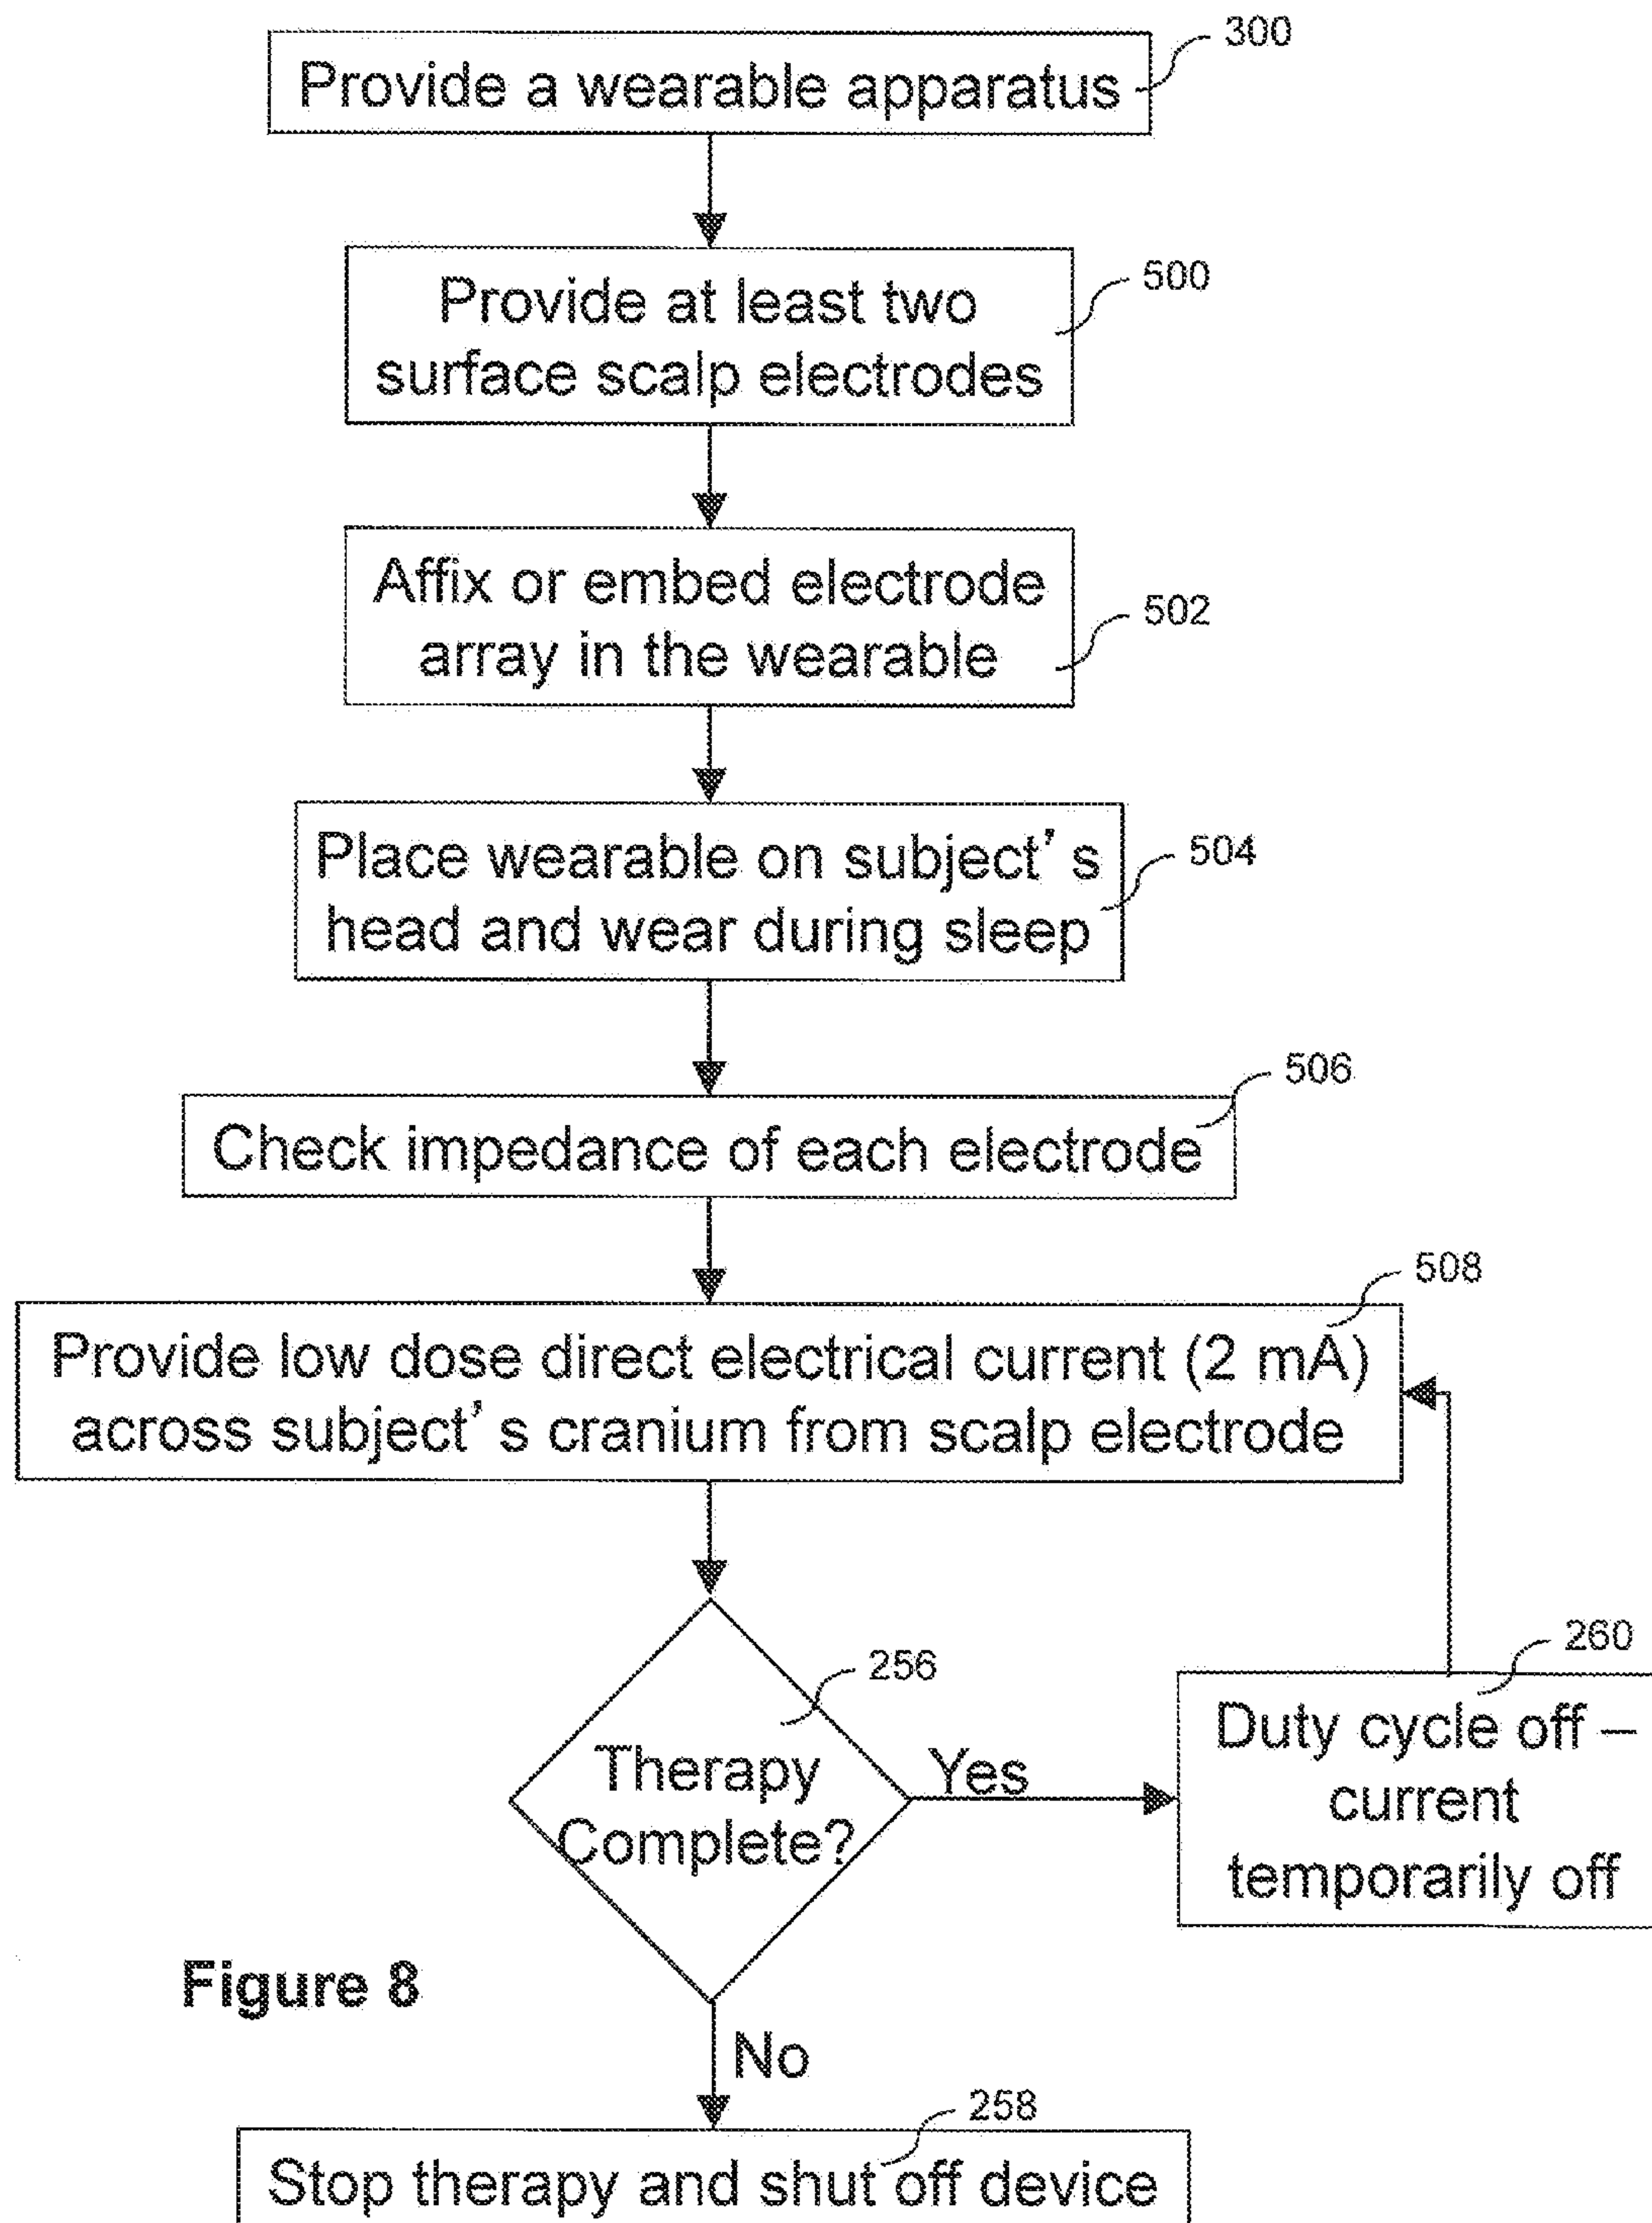 300
Provide a wearable apparatus
500
Provide at least two
surface scalp electrodes
Affix or embed electrode
array in the wearable
502
Place wearable on subject’ s
head and wear during sleep
504
506
Check impedance of each electrode
508
Provide low dose direct electrical current (2 mA)
across subject’ s cranium from scalp electrode
256
Therapy
Complete?
Yes
260
Duty cycle off –
current
temporarily off
Figure 8
No
258
Stop therapy and shut off device